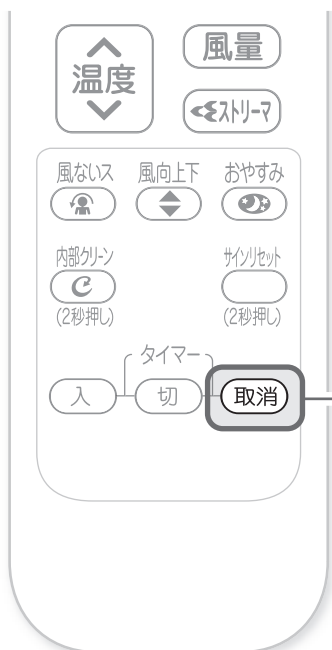 温度
風量
ストリーマ
風ないス 風向上下 おやすみ
内部クリーン サインリセット
(2秒押し) (2秒押し)
タイマー
入 切 取消